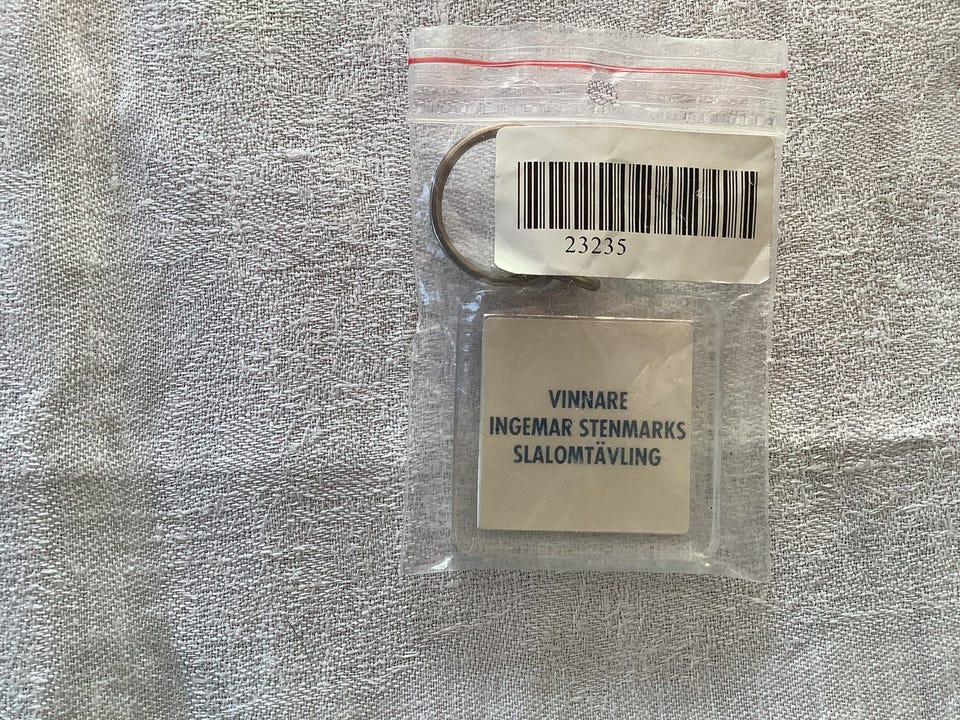 23235
VINNARE
INGEMAR STENMARKS
SLALOMTÄVLING